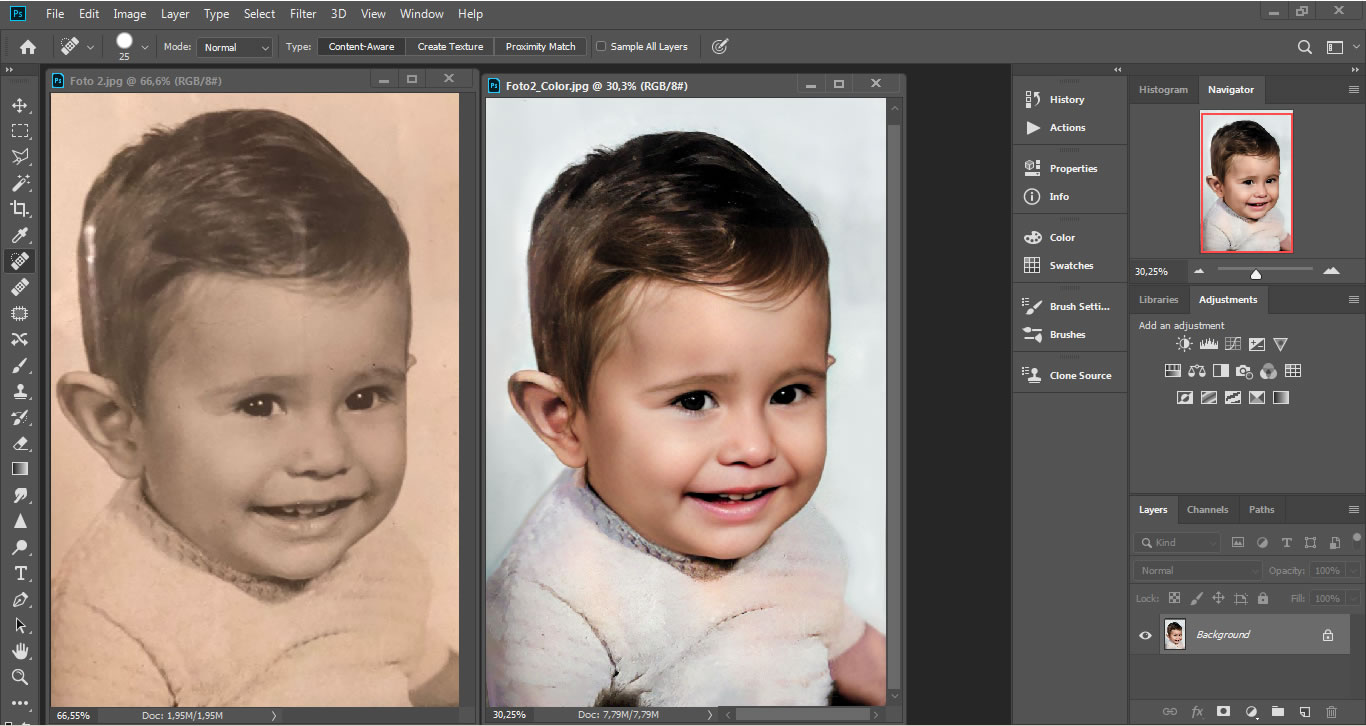 Ps File Edit Image Layer Type Select Filter 3D View Window Help
25 Mode: Normal Type: Content-Aware Create Texture Proximity Match Sample All Layers
Ps Foto 2.jpg @ 66,6% (RGB/8#)
66,55% Doc: 1,95M/1,95M
Ps Foto2_Color.jpg @ 30,3% (RGB/8#)
30,25% Doc: 7,79M/7,79M
History
Actions
Properties
Info
Color
Swatches
Brush Setti...
Brushes
Clone Source
Histogram Navigator
30,25%
Libraries Adjustments
Add an adjustment
Layers Channels Paths
Kind
Normal Opacity: 100%
Lock: Fill: 100%
Background
fx